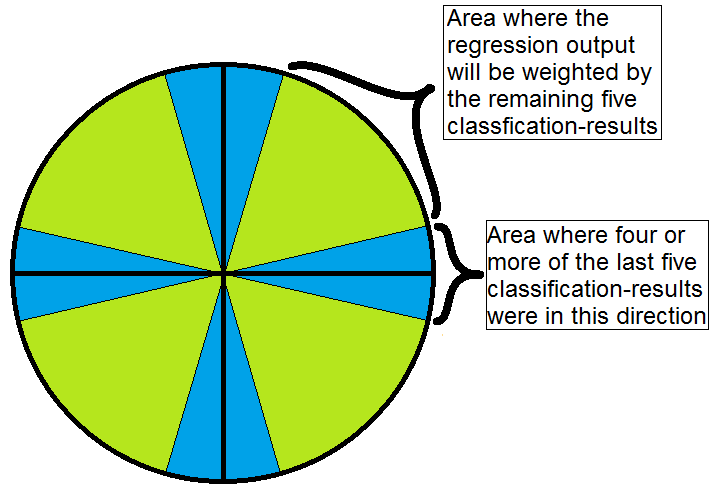 Area where the
regression output
will be weighted by
the remaining five
classfication-results
Area where four or
more of the last five
classification-results
were in this direction